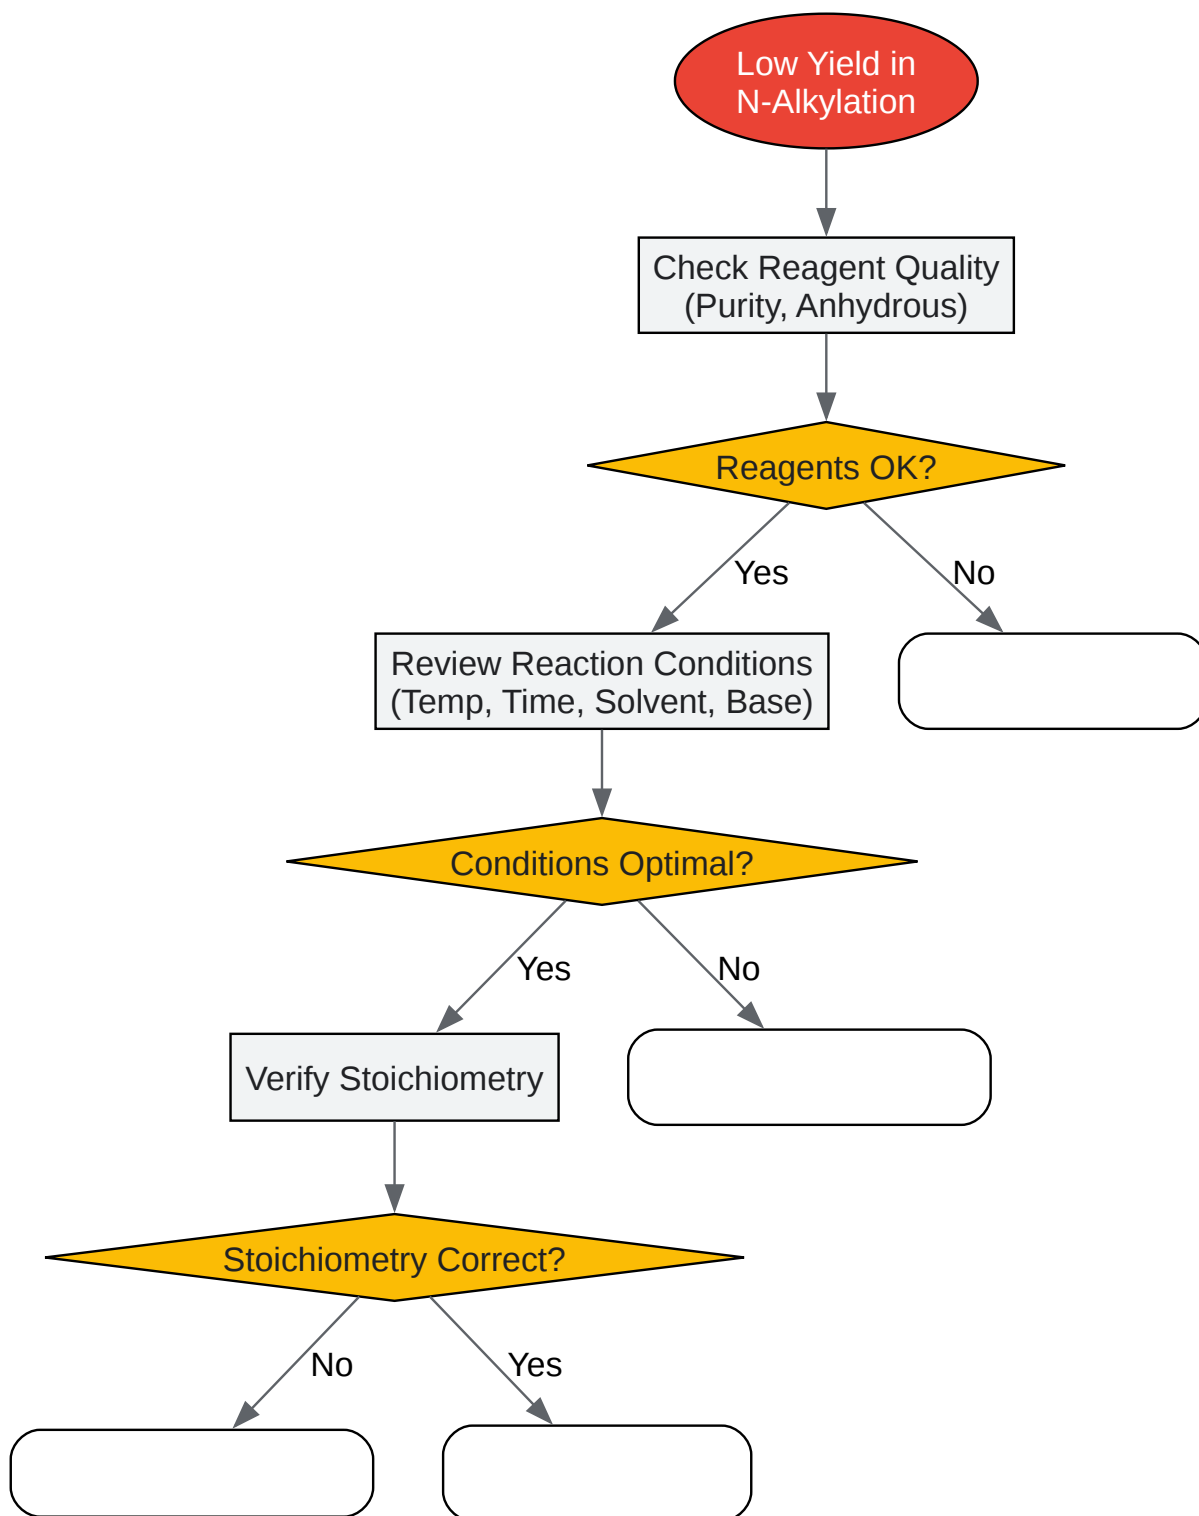 Low Yield in
N-Alkylation
Check Reagent Quality
(Purity, Anhydrous)
Reagents OK?
Yes
No
Review Reaction Conditions
(Temp, Time, Solvent, Base)
Conditions Optimal?
Yes
No
Verify Stoichiometry
Stoichiometry Correct?
No
Yes